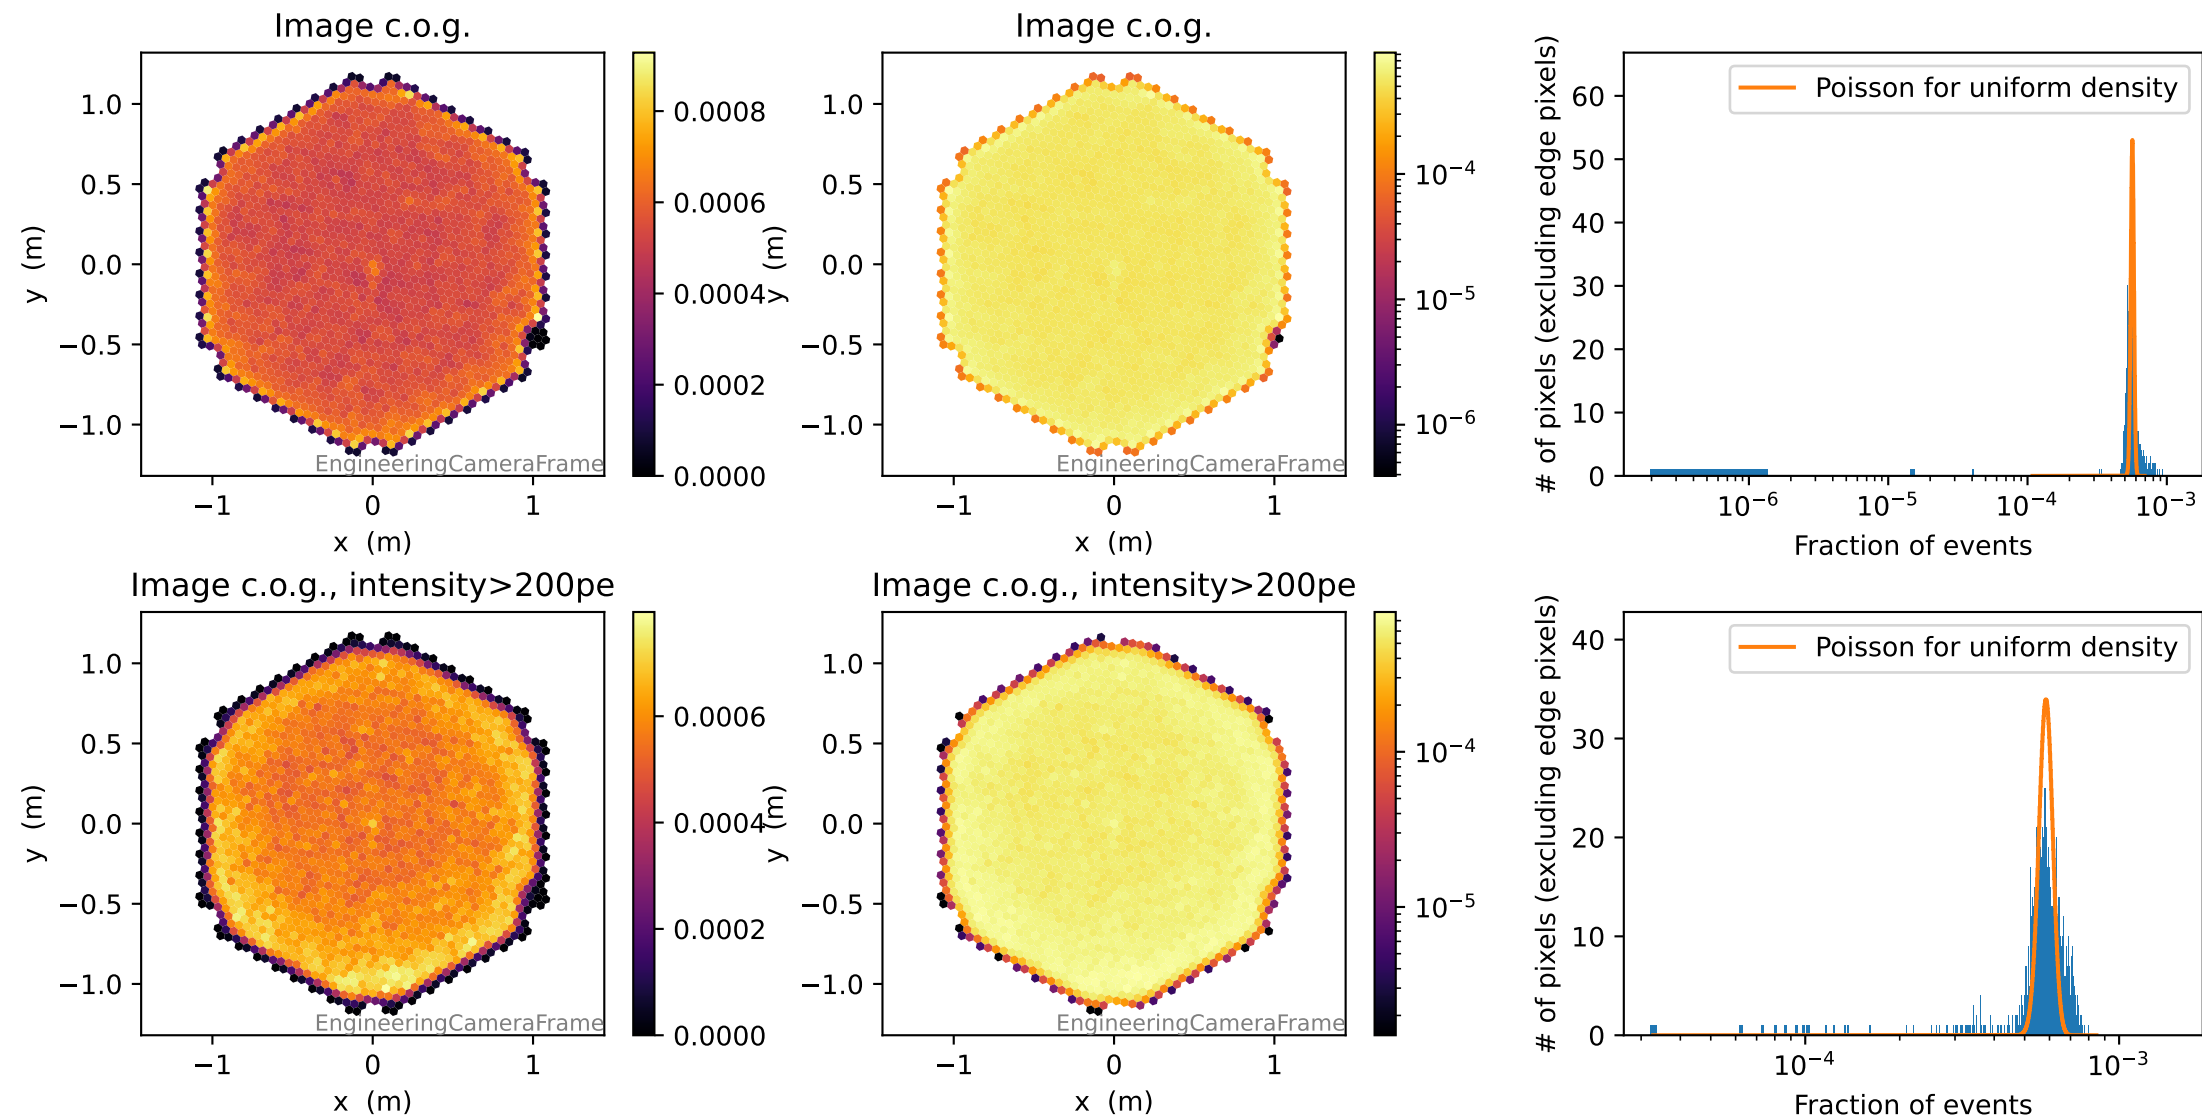 Image c.o.g.
y (m)
1.0
0.5
0.0
−0.5
−1.0
−1
0
1
x (m)
EngineeringCameraFrame
0.0008
0.0006
0.0004
0.0002
0.0000
Image c.o.g.
y (m)
1.0
0.5
0.0
−0.5
−1.0
−1
0
1
x (m)
EngineeringCameraFrame
10⁻⁴
10⁻⁵
10⁻⁶
# of pixels (excluding edge pixels)
60
50
40
30
20
10
0
Poisson for uniform density
10⁻⁶
10⁻⁵
10⁻⁴
10⁻³
Fraction of events
Image c.o.g., intensity>200pe
y (m)
1.0
0.5
0.0
−0.5
−1.0
−1
0
1
x (m)
EngineeringCameraFrame
0.0006
0.0004
0.0002
0.0000
Image c.o.g., intensity>200pe
y (m)
1.0
0.5
0.0
−0.5
−1.0
−1
0
1
x (m)
EngineeringCameraFrame
10⁻⁴
10⁻⁵
# of pixels (excluding edge pixels)
40
30
20
10
0
Poisson for uniform density
10⁻⁴
10⁻³
Fraction of events